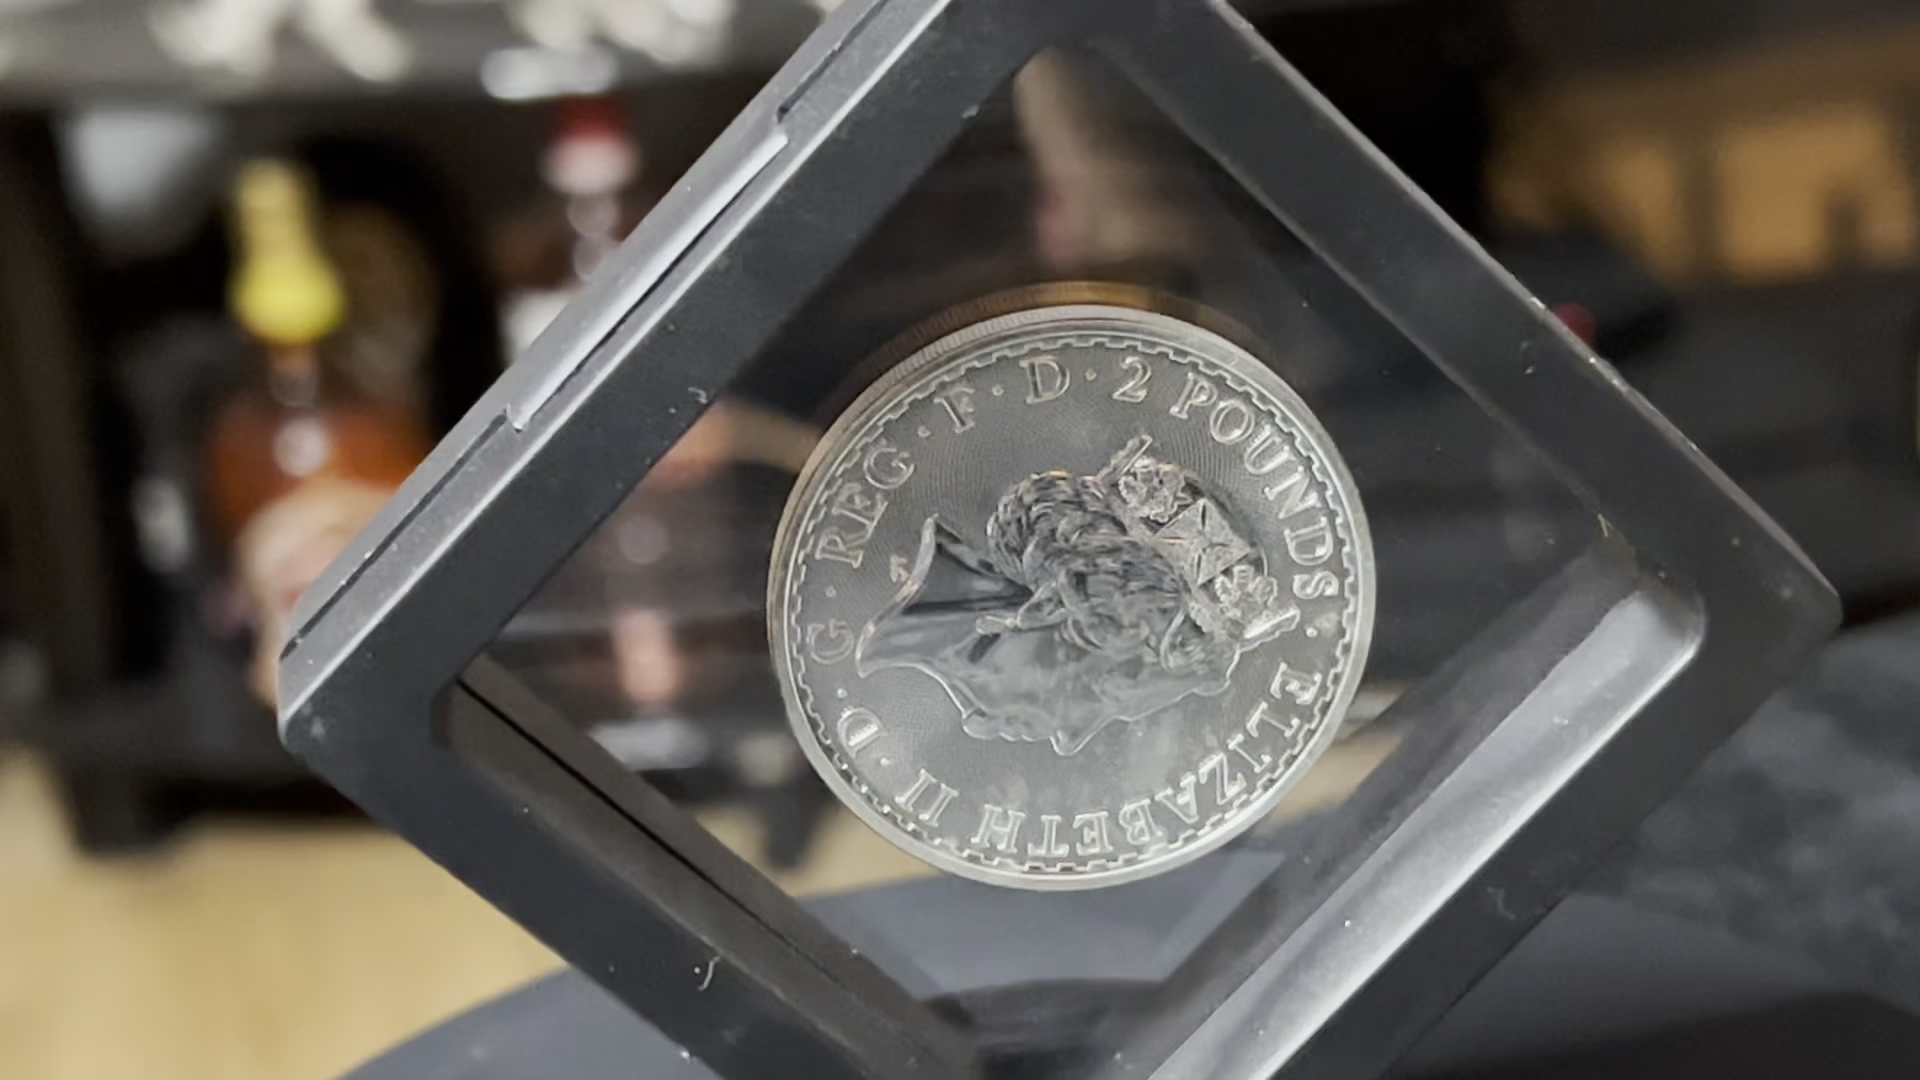 ELIZABETH II · D · G · REG · F · D · 2 POUNDS ·